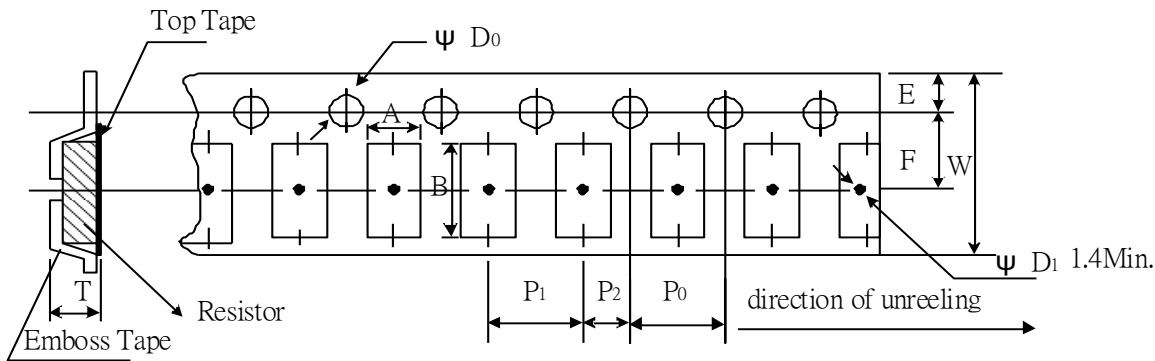 Top Tape
Ψ D0
A
E
F
W
B
Ψ D1 1.4Min.
T
Resistor
P1
P2
P0
direction of unreeling
Emboss Tape